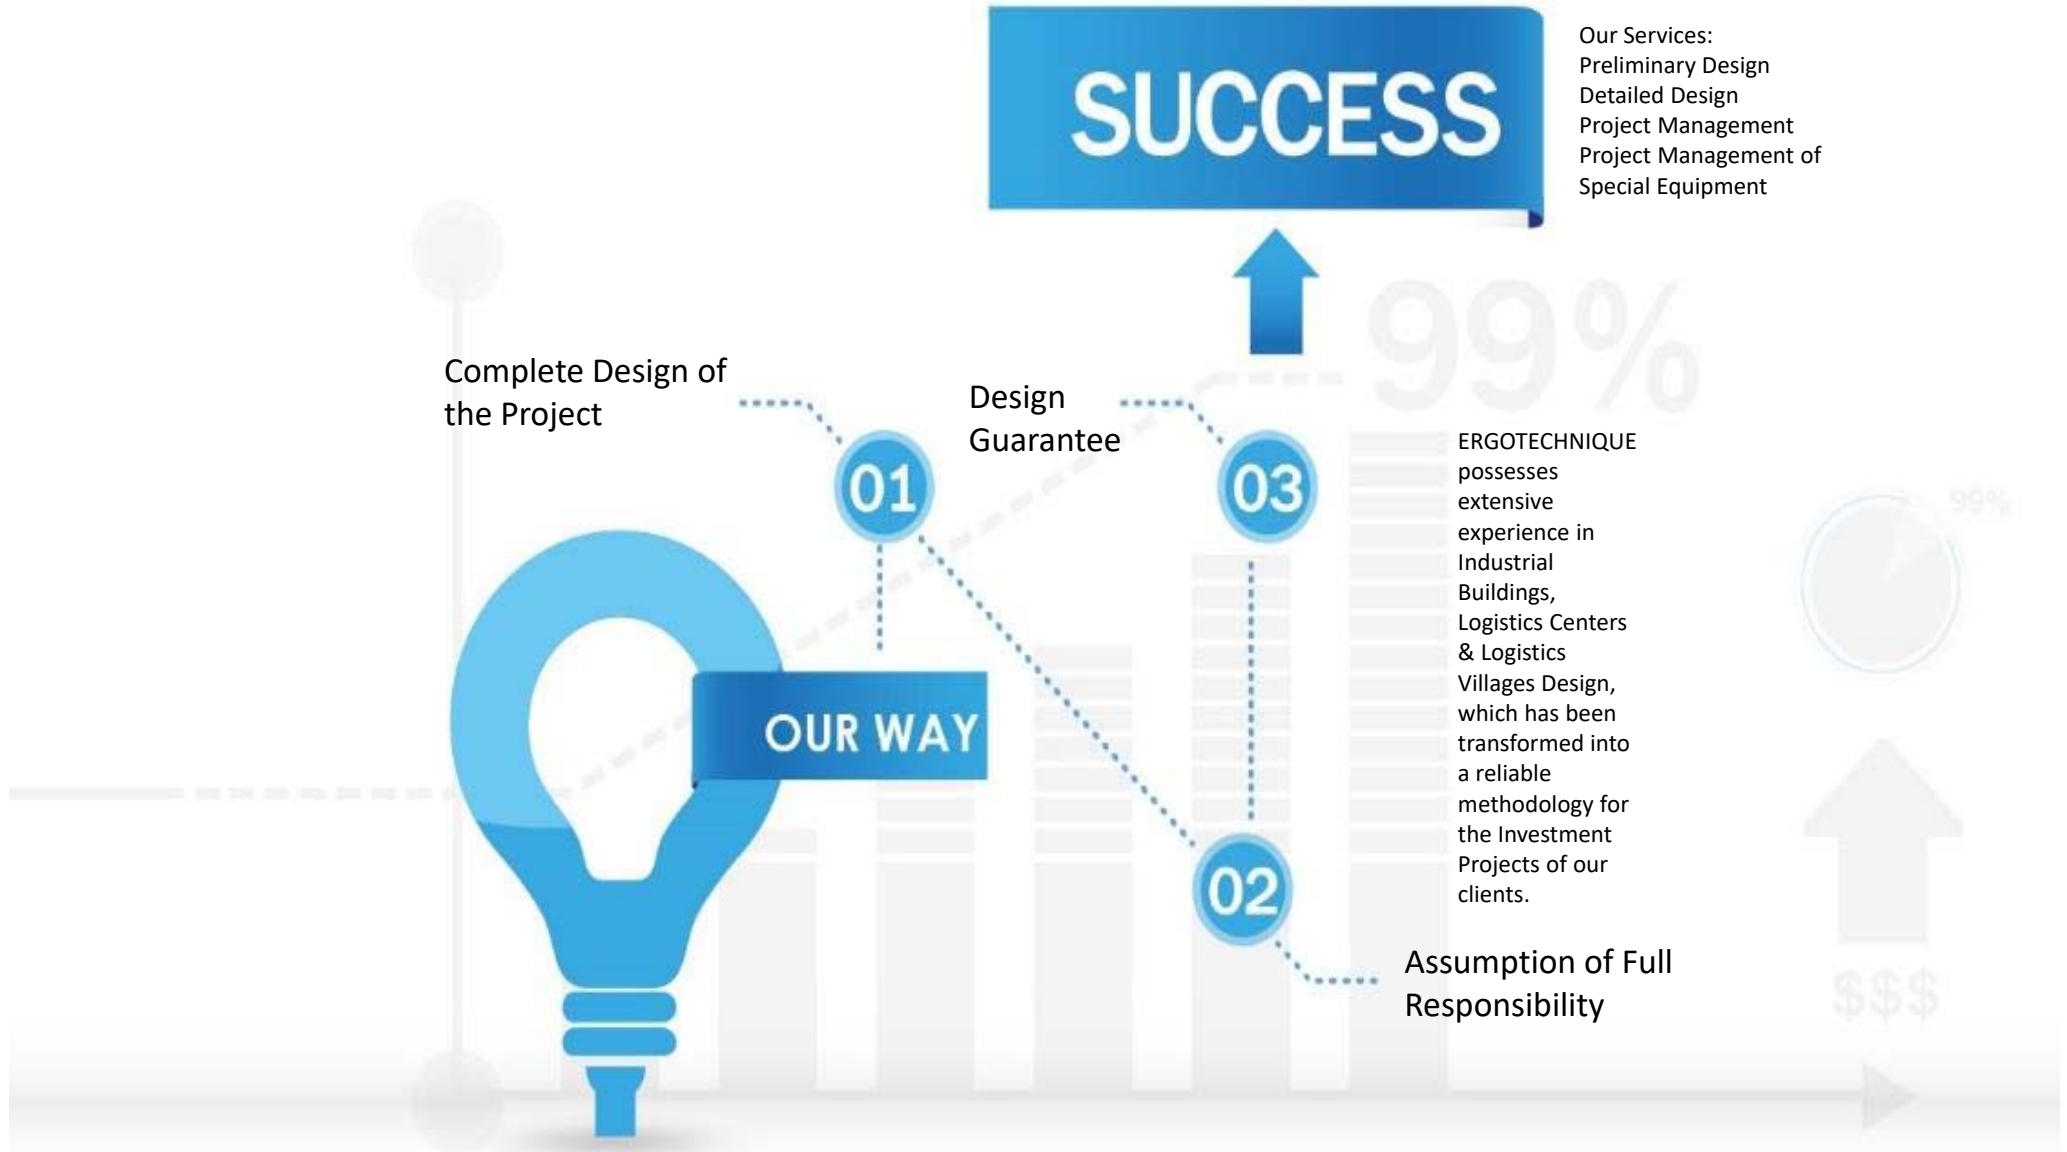 SUCCESS
Our Services:
Preliminary Design
Detailed Design
Project Management
Project Management of
Special Equipment
99%
Complete Design of
the Project
Design
Guarantee
01
03
ERGOTECHNIQUE
possesses
extensive
experience in
Industrial
Buildings,
Logistics Centers
& Logistics
Villages Design,
which has been
transformed into
a reliable
methodology for
the Investment
Projects of our
clients.
99%
OUR WAY
02
Assumption of Full
Responsibility
$$$